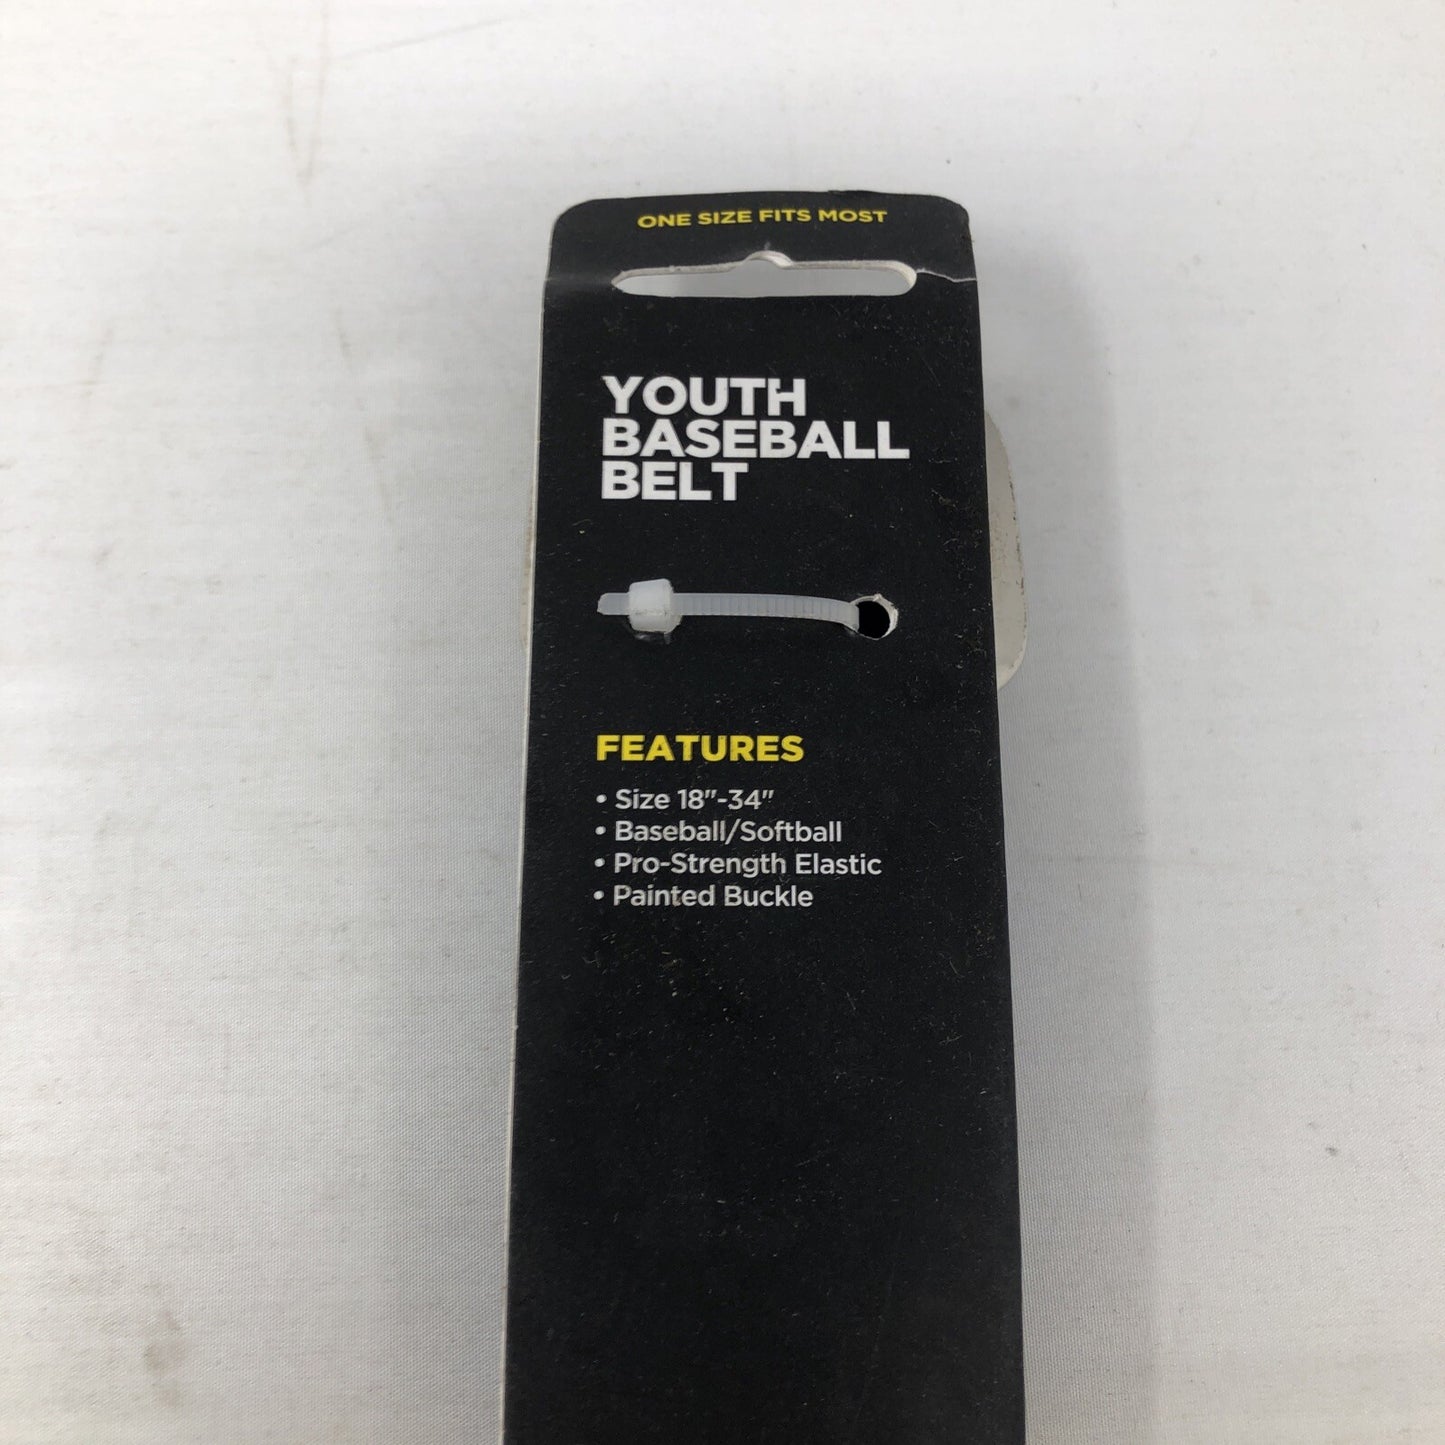 ONE SIZE FITS MOST
YOUTH
BASEBALL
BELT
FEATURES
• Size 18"-34"
• Baseball/Softball
• Pro-Strength Elastic
• Painted Buckle